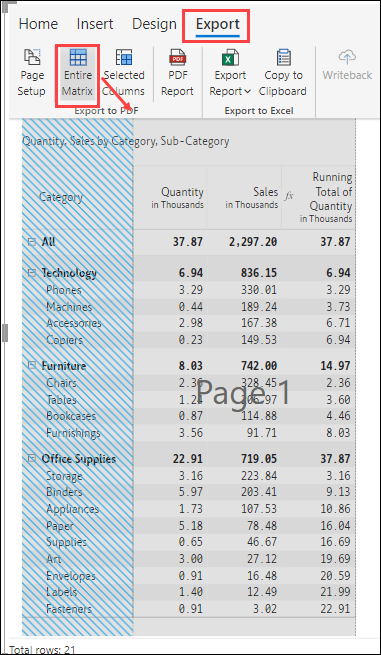 Home Insert Design Export
Page Setup Entire Matrix Selected Columns PDF Report Export Report Copy to Clipboard Writeback
Export to PDF Export to Excel
Quantity, Sales by Category, Sub-Category
Category Quantity in Thousands Sales in Thousands fx Running Total of Quantity in Thousands
All 37.87 2,297.20 37.87
Technology 6.94 836.15 6.94
Phones 3.29 330.01 3.29
Machines 0.44 189.24 3.73
Accessories 2.98 167.38 6.71
Copiers 0.23 149.53 6.94
Furniture 8.03 742.00 14.97
Chairs 2.36 328.45 2.36
Page 1
Tables 1.24 206.97 3.60
Bookcases 0.87 114.88 4.46
Furnishings 3.56 91.71 8.03
Office Supplies 22.91 719.05 37.87
Storage 3.16 223.84 3.16
Binders 5.97 203.41 9.13
Appliances 1.73 107.53 10.86
Paper 5.18 78.48 16.04
Supplies 0.65 46.67 16.69
Art 3.00 27.12 19.69
Envelopes 0.91 16.48 20.59
Labels 1.40 12.49 21.99
Fasteners 0.91 3.02 22.91
Total rows: 21